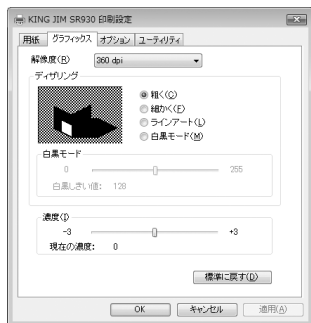 KING JIM SR930 印刷設定
用紙 グラフィックス オプション ユーティリティ
解像度(R) 360 dpi
ディザリング
粗く(C)
細かく(F)
ラインアート(L)
白黒モード(M)
白黒モード
0 255
白黒しきい値: 128
濃度(I)
-3 +3
現在の濃度: 0
標準に戻す(D)
OK キャンセル 適用(A)